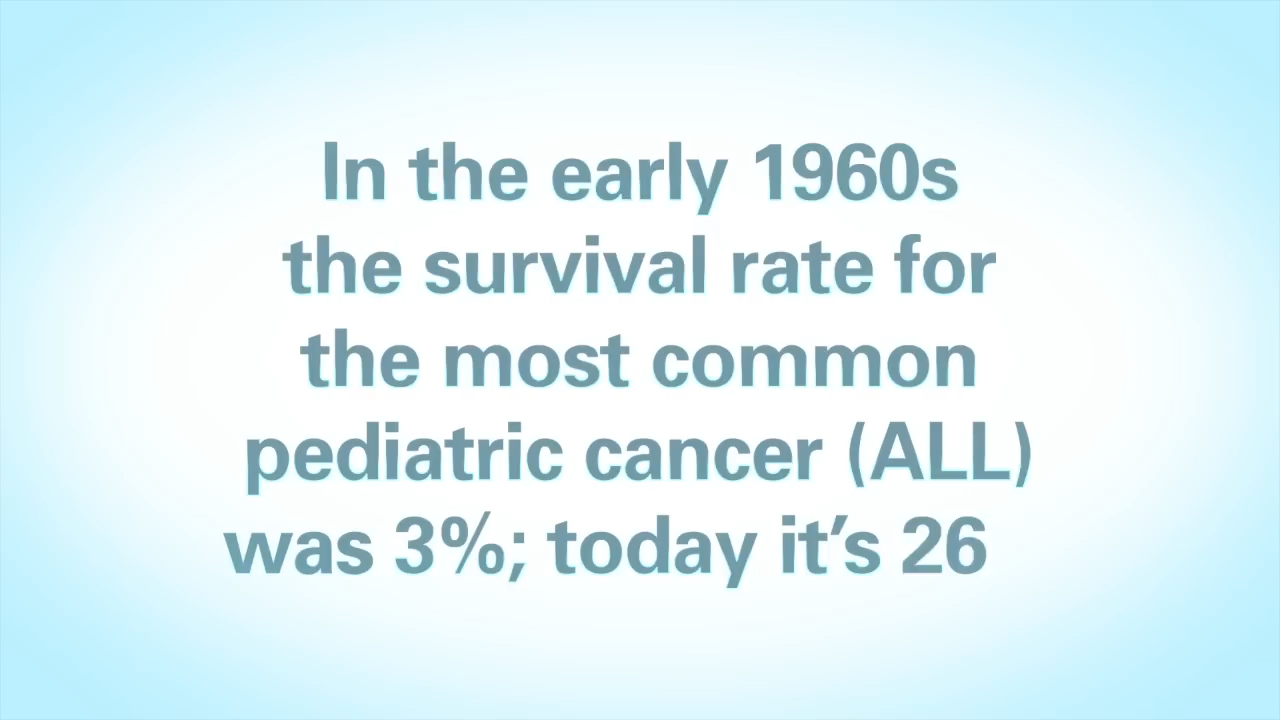 In the early 1960s
the survival rate for
the most common
pediatric cancer (ALL)
was 3%; today it’s 26